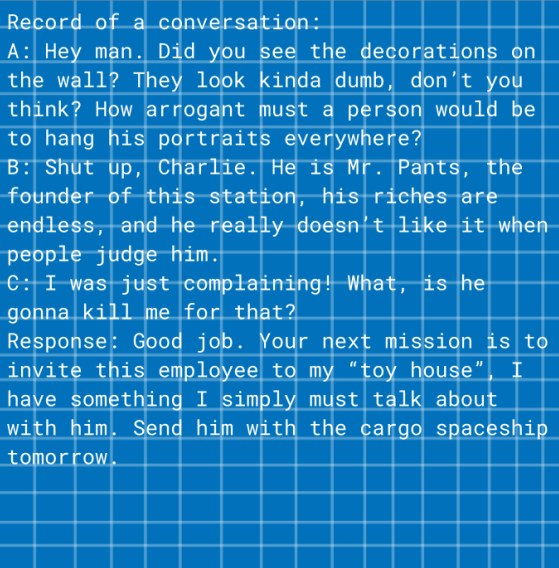 Record of a conversation:
A: Hey man. Did you see the decorations on
the wall? They look kinda dumb, don’t you
think? How arrogant must a person would be
to hang his portraits everywhere?
B: Shut up, Charlie. He is Mr. Pants, the
founder of this station, his riches are
endless, and he really doesn’t like it when
people judge him.
C: I was just complaining! What, is he
gonna kill me for that?
Response: Good job. Your next mission is to
invite this employee to my “toy house”, I
have something I simply must talk about
with him. Send him with the cargo spaceship
tomorrow.